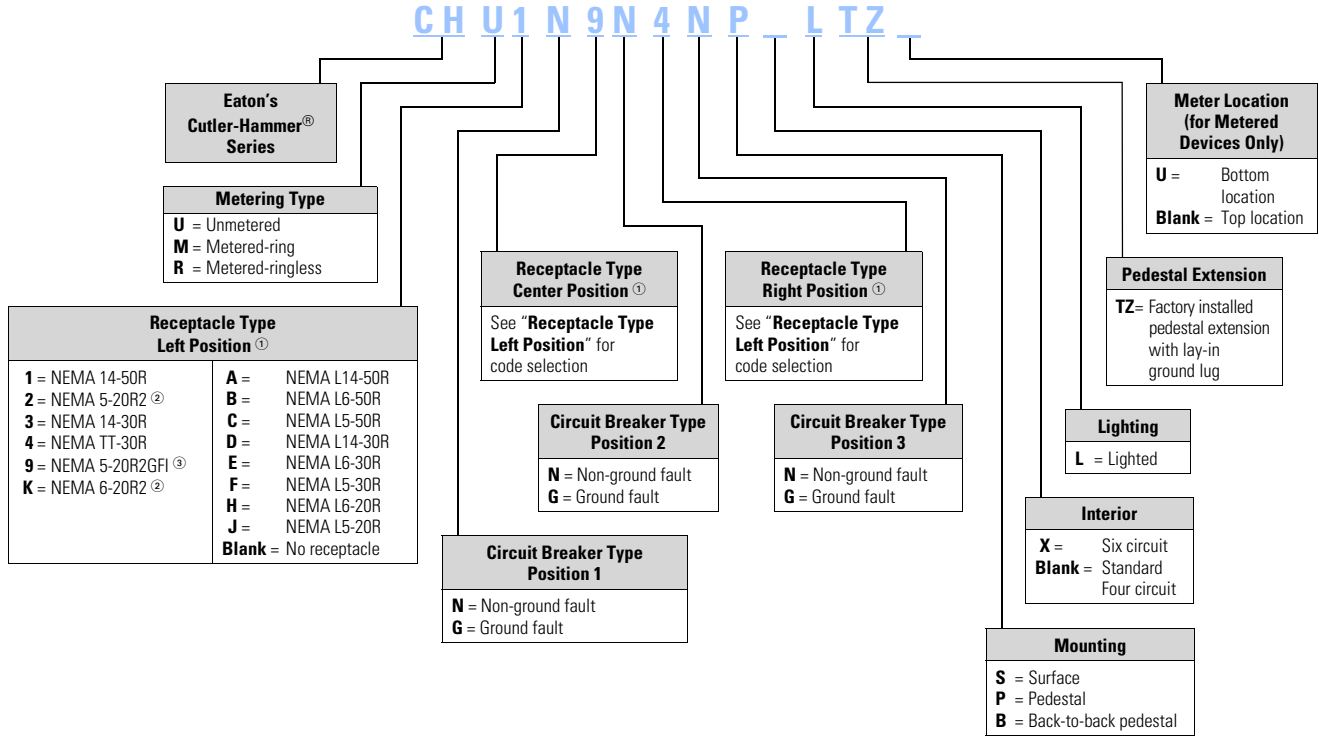 CH U 1 N 9 N 4 N P _ L TZ _
Eaton's
Cutler-Hammer®
Series
Metering Type
U = Unmetered
M = Metered-ring
R = Metered-ringless
Receptacle Type
Left Position ①
1 = NEMA 14-50R
2 = NEMA 5-20R2 ②
3 = NEMA 14-30R
4 = NEMA TT-30R
9 = NEMA 5-20R2GFI ③
K = NEMA 6-20R2 ②
A = NEMA L14-50R
B = NEMA L6-50R
C = NEMA L5-50R
D = NEMA L14-30R
E = NEMA L6-30R
F = NEMA L5-30R
H = NEMA L6-20R
J = NEMA L5-20R
Blank = No receptacle
Circuit Breaker Type
Position 1
N = Non-ground fault
G = Ground fault
Receptacle Type
Center Position ①
See “Receptacle Type
Left Position” for
code selection
Circuit Breaker Type
Position 2
N = Non-ground fault
G = Ground fault
Receptacle Type
Right Position ①
See “Receptacle Type
Left Position” for
code selection
Circuit Breaker Type
Position 3
N = Non-ground fault
G = Ground fault
Mounting
S = Surface
P = Pedestal
B = Back-to-back pedestal
Interior
X = Six circuit
Blank = Standard
Four circuit
Lighting
L = Lighted
Pedestal Extension
TZ= Factory installed
pedestal extension
with lay-in
ground lug
Meter Location
(for Metered
Devices Only)
U = Bottom
location
Blank = Top location